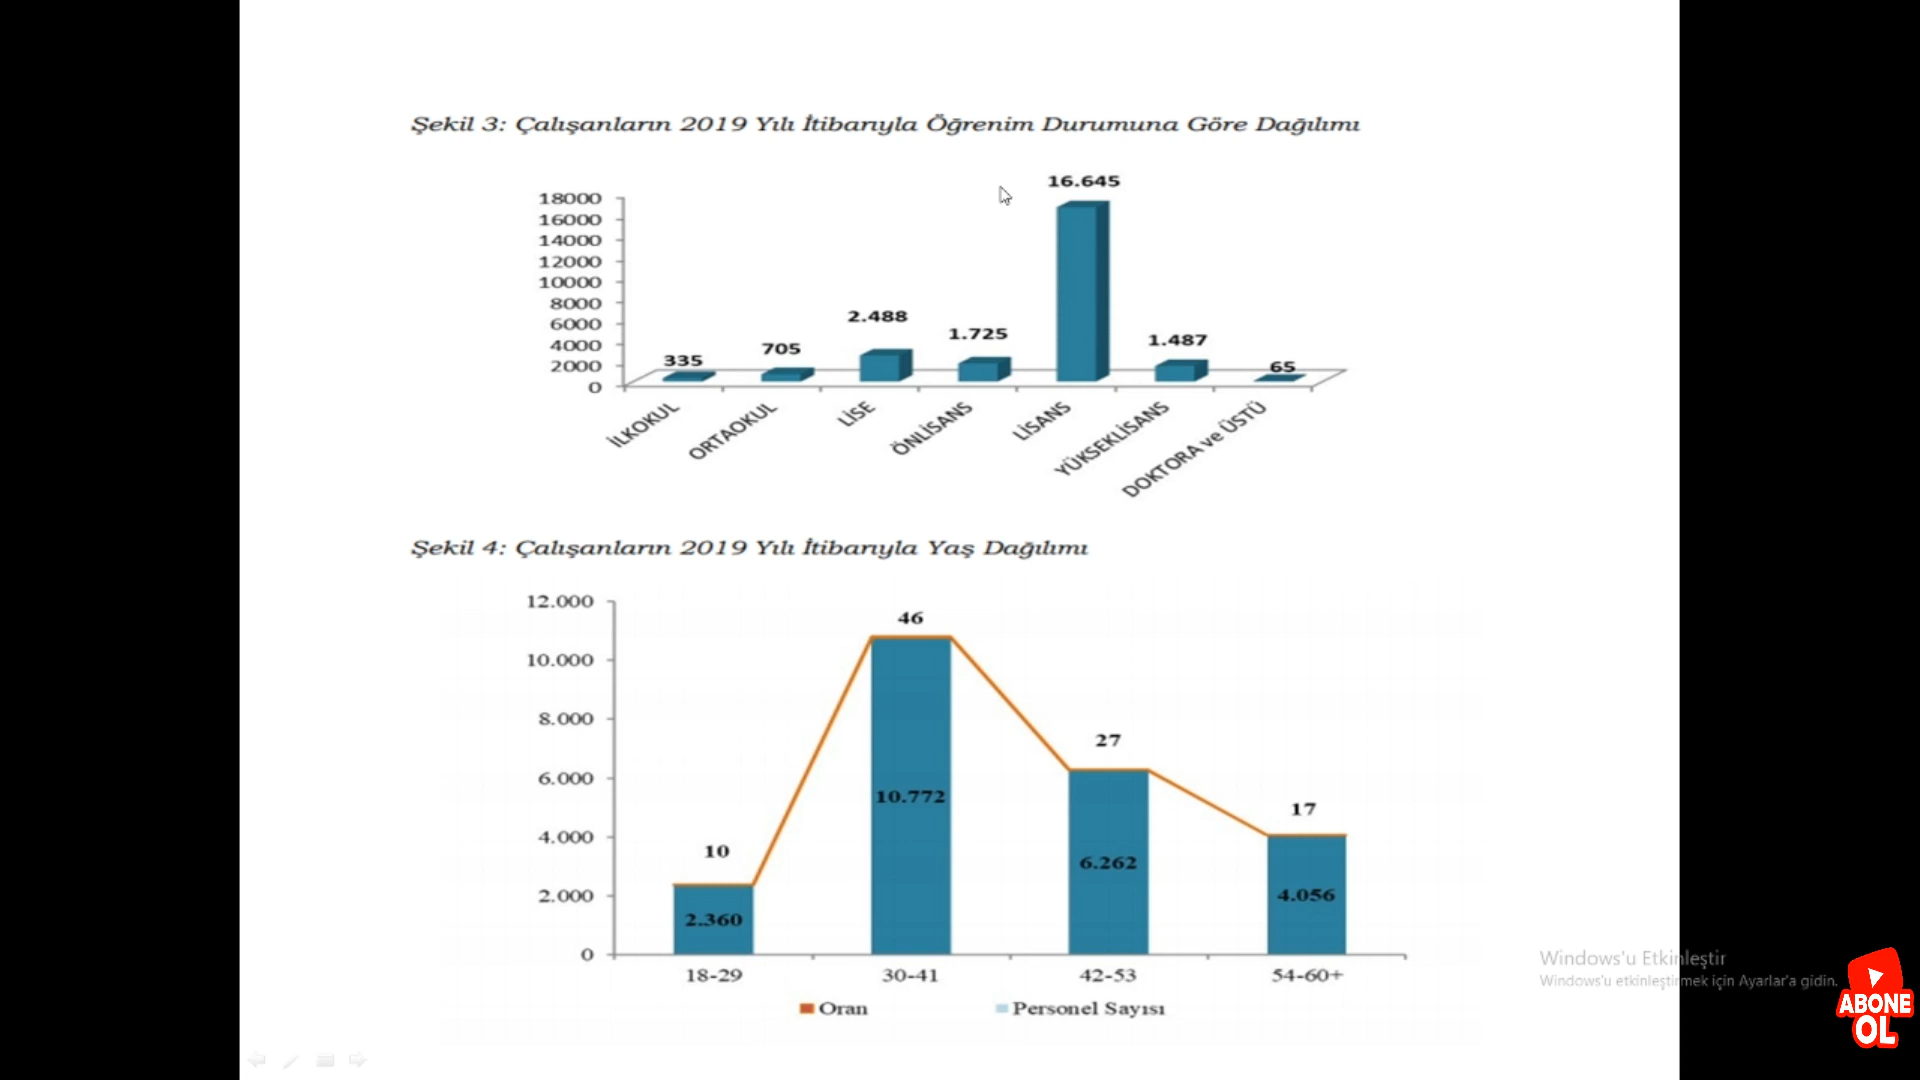 Şekil 3: Çalışanların 2019 Yılı İtibarıyla Öğrenim Durumuna Göre Dağılımı
18000
16000
14000
12000
10000
8000
6000
4000
2000
0
335
705
2.488
1.725
16.645
1.487
65
İLKOKUL
ORTAOKUL
LİSE
ÖNLİSANS
LİSANS
YÜKSEKLİSANS
DOKTORA ve ÜSTÜ
Şekil 4: Çalışanların 2019 Yılı İtibarıyla Yaş Dağılımı
12.000
10.000
8.000
6.000
4.000
2.000
0
10
46
27
17
2.360
10.772
6.262
4.056
18-29
30-41
42-53
54-60+
Oran
Personel Sayısı
Windows'u Etkinleştir
Windows'u etkinleştirmek için Ayarlar'a gidin.
ABONE
OL